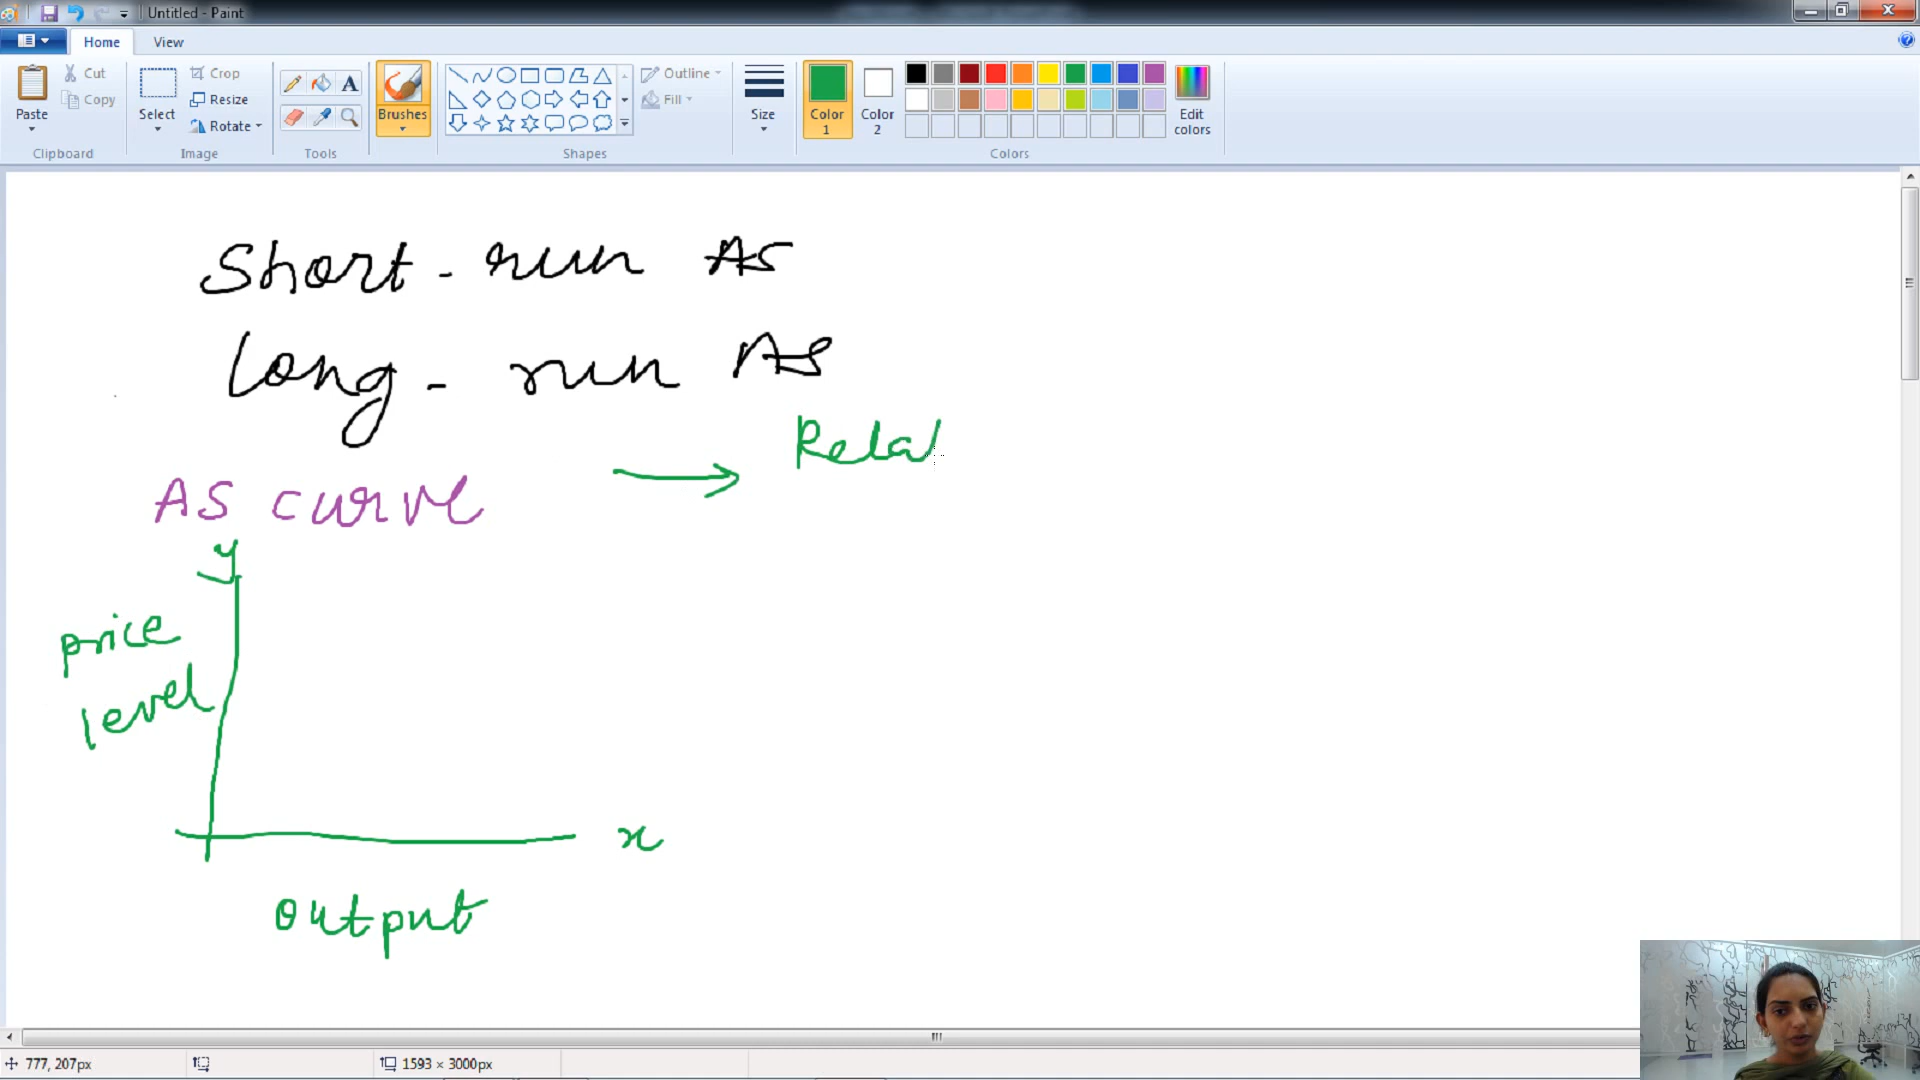 Untitled - Paint
Home View
Paste
Cut
Copy
Clipboard
Select
Crop
Resize
Rotate
Image
Tools
Brushes
Shapes
Outline
Fill
Size
Color 1
Color 2
Colors
Edit colors
Short-run AS
Long-run AS
Relat
AS curve
y
price
level
x
output
777, 207px
1593 × 3000px